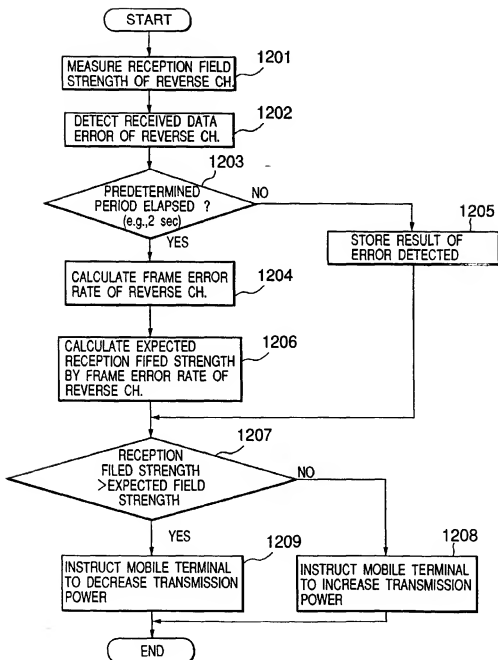 START
MEASURE RECEPTION FIELD
STRENGTH OF REVERSE CH.
1201
DETECT RECEIVED DATA
ERROR OF REVERSE CH.
1202
1203
PREDETERMINED
PERIOD ELAPSED ?
(e.g.,2 sec)
NO
YES
1205
STORE RESULT OF
ERROR DETECTED
CALCULATE FRAME ERROR
RATE OF REVERSE CH.
1204
CALCULATE EXPECTED
RECEPTION FIFED STRENGTH
BY FRAME ERROR RATE OF
REVERSE CH.
1206
1207
RECEPTION
FILED STRENGTH
>EXPECTED FIELD
STRENGTH
NO
YES
1209
1208
INSTRUCT MOBILE TERMINAL
TO DECREASE TRANSMISSION
POWER
INSTRUCT MOBILE TERMINAL
TO INCREASE TRANSMISSION
POWER
END